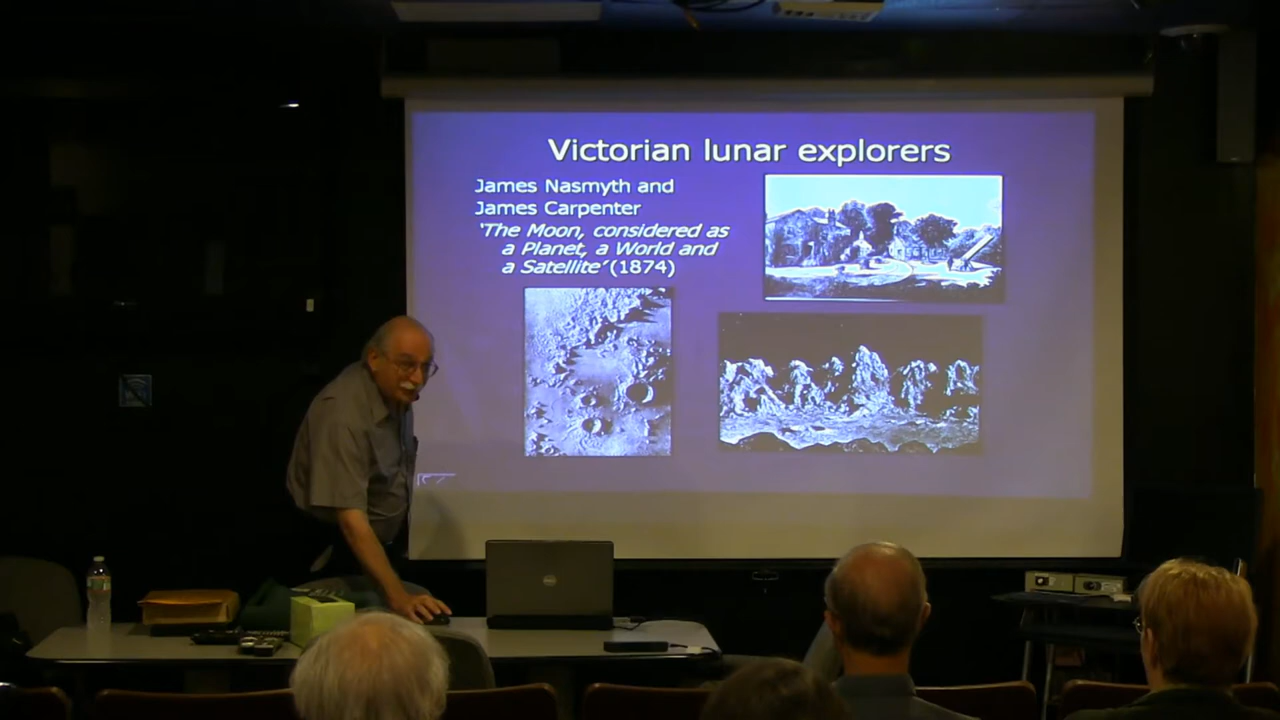 Victorian lunar explorers
James Nasmyth and
James Carpenter
‘The Moon, considered as
a Planet, a World and
a Satellite’ (1874)